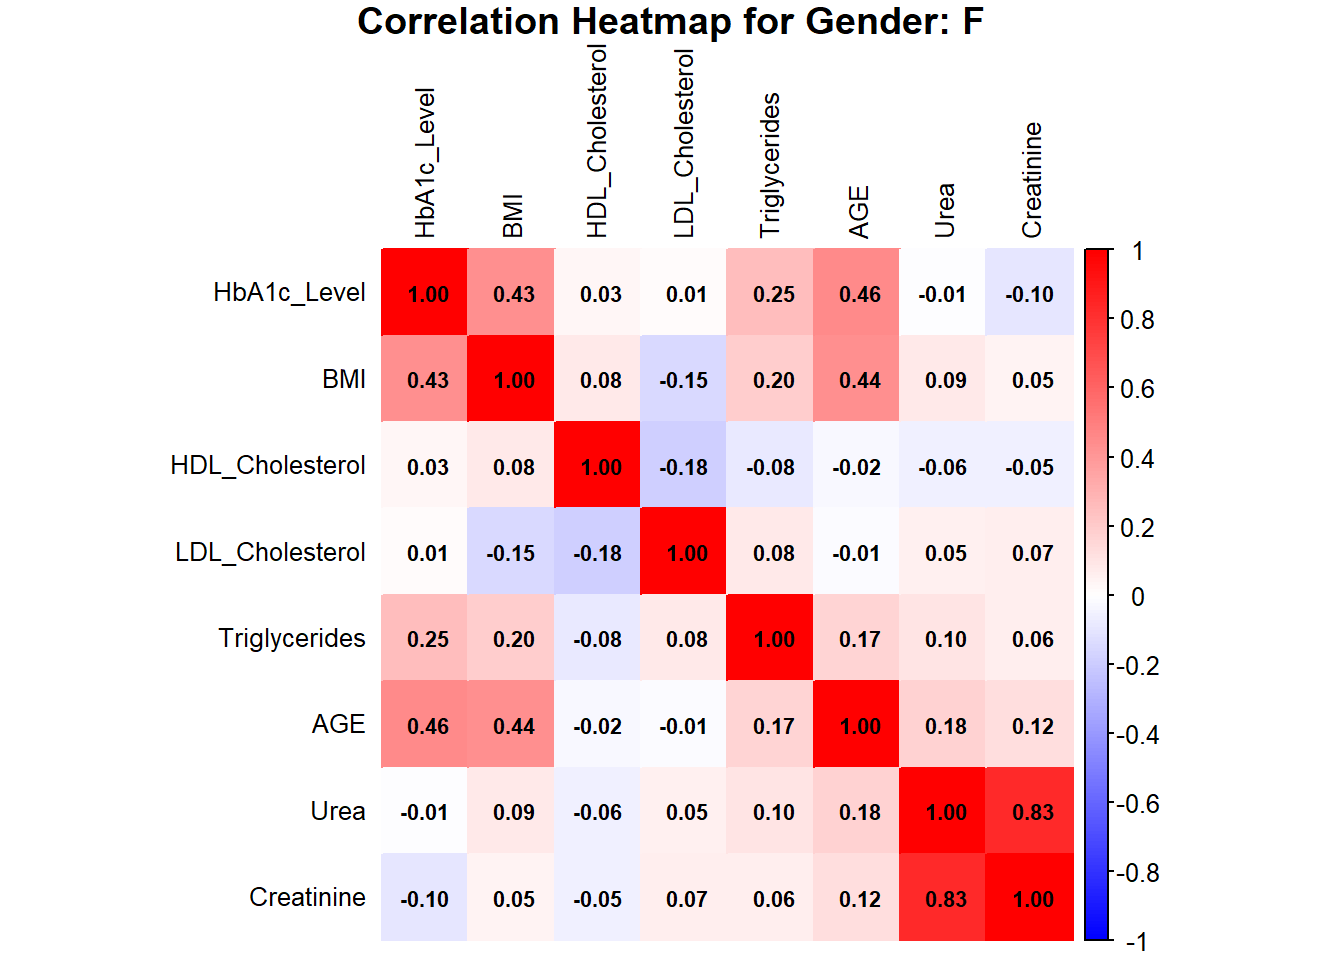 Correlation Heatmap for Gender: F
HbA1c_Level BMI HDL_Cholesterol LDL_Cholesterol Triglycerides AGE Urea Creatinine
HbA1c_Level 1.00 0.43 0.03 0.01 0.25 0.46 -0.01 -0.10
BMI 0.43 1.00 0.08 -0.15 0.20 0.44 0.09 0.05
HDL_Cholesterol 0.03 0.08 1.00 -0.18 -0.08 -0.02 -0.06 -0.05
LDL_Cholesterol 0.01 -0.15 -0.18 1.00 0.08 -0.01 0.05 0.07
Triglycerides 0.25 0.20 -0.08 0.08 1.00 0.17 0.10 0.06
AGE 0.46 0.44 -0.02 -0.01 0.17 1.00 0.18 0.12
Urea -0.01 0.09 -0.06 0.05 0.10 0.18 1.00 0.83
Creatinine -0.10 0.05 -0.05 0.07 0.06 0.12 0.83 1.00
1
0.8
0.6
0.4
0.2
0
-0.2
-0.4
-0.6
-0.8
-1